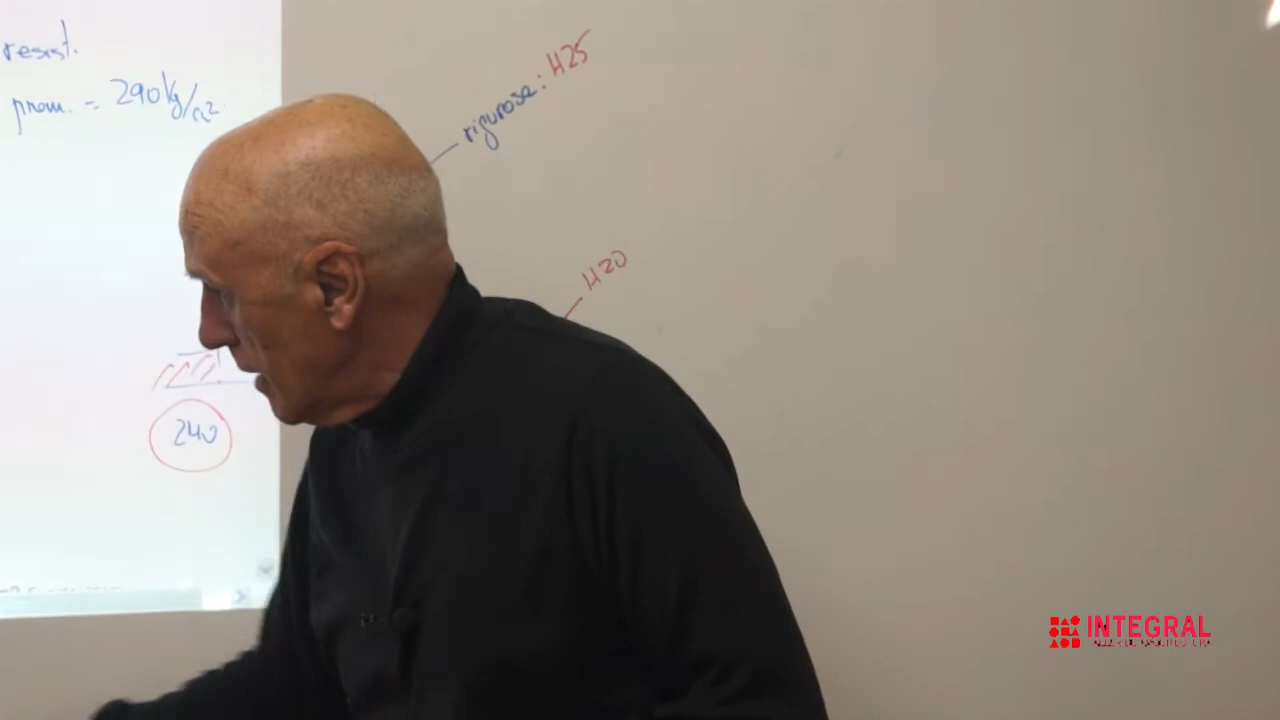 resist.
prom. = 290 kg/cm²
rigurosa: H25
H20
240
INTEGRAL